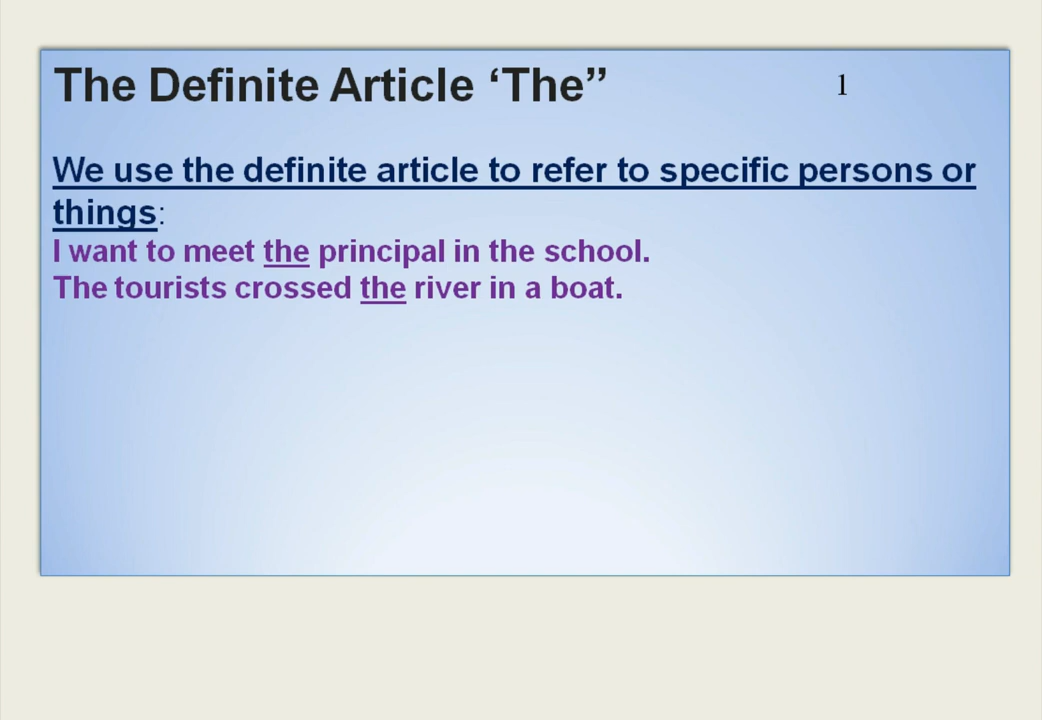 The Definite Article ‘The” 1
We use the definite article to refer to specific persons or
things:
I want to meet the principal in the school.
The tourists crossed the river in a boat.